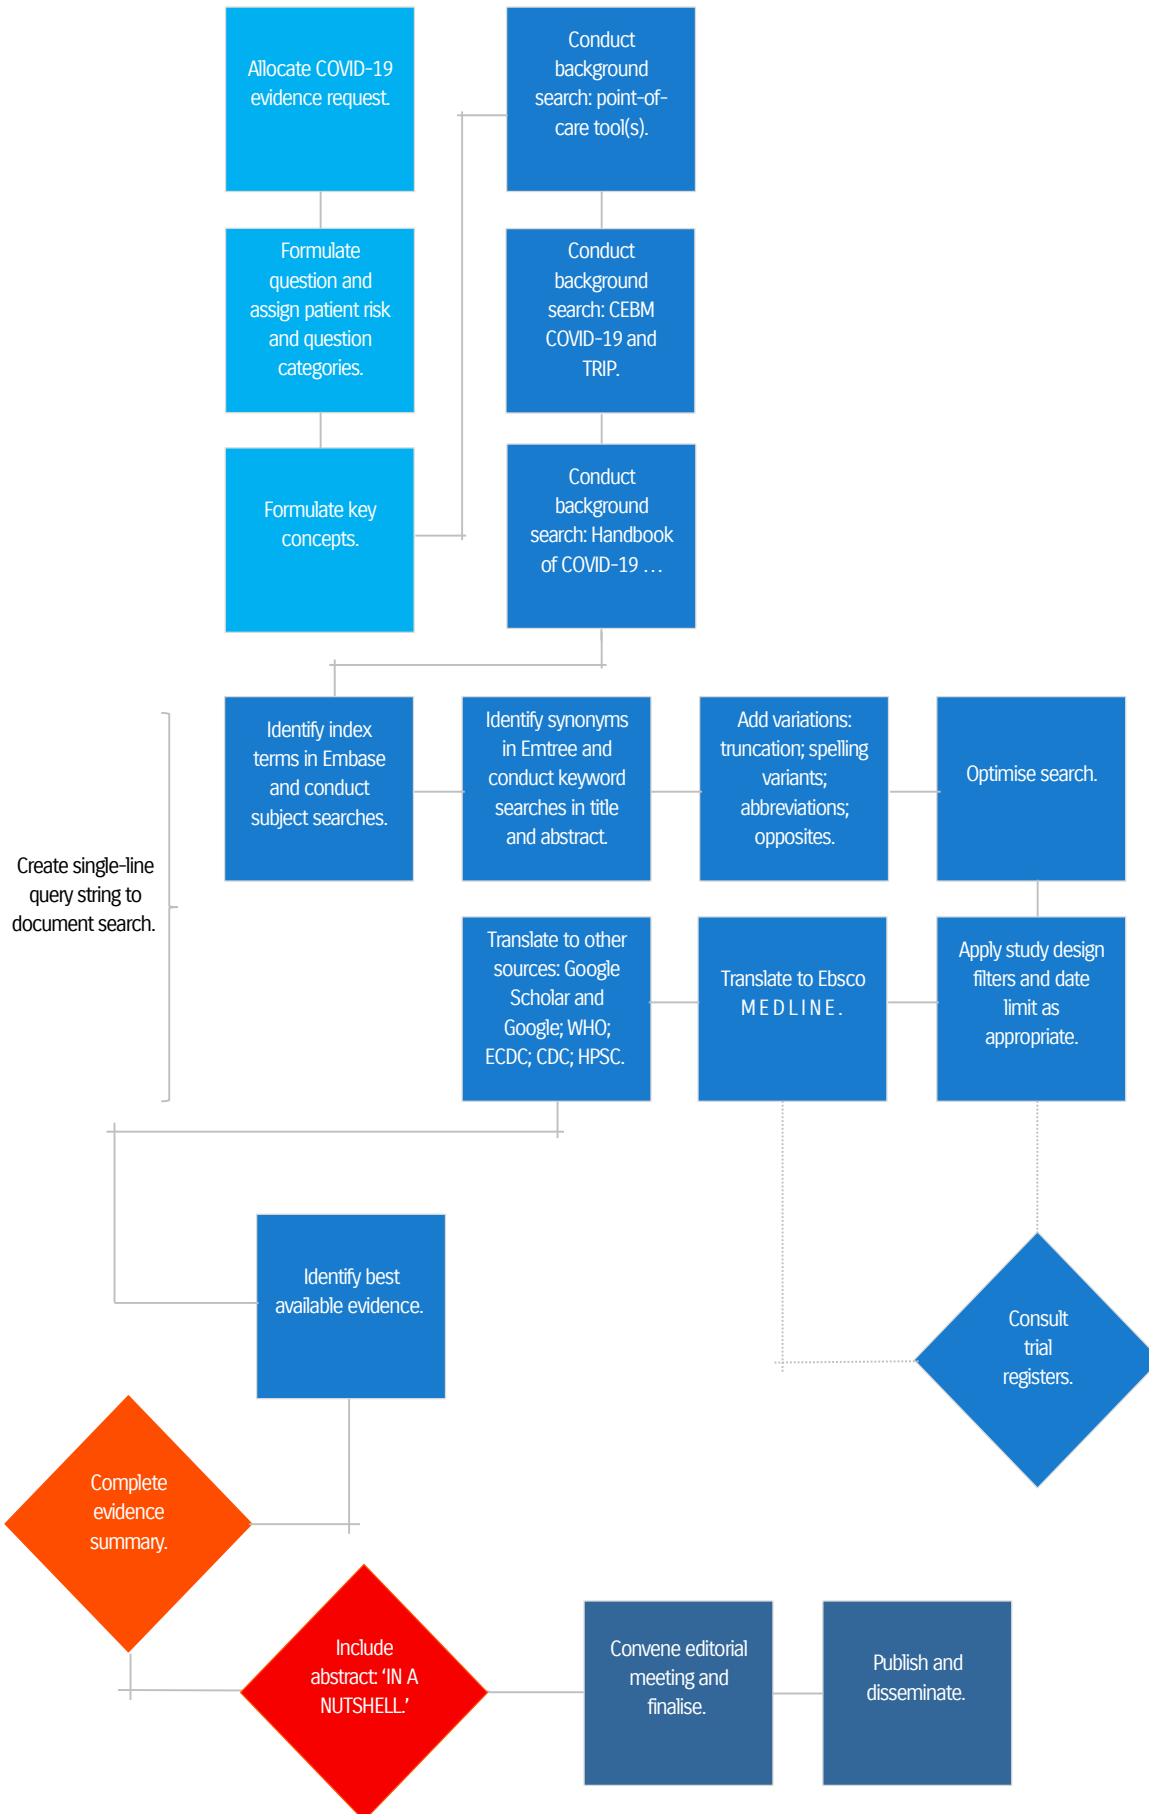 Allocate COVID-19
evidence request.
Formulate
question and
assign patient risk
and question
categories.
Formulate key
concepts.
Conduct
background
search: point-of-
care tool(s).
Conduct
background
search: CEBM
COVID-19 and
TRIP.
Conduct
background
search: Handbook
of COVID-19 …
Create single-line
query string to
document search.
Identify index
terms in Embase
and conduct
subject searches.
Identify synonyms
in Emtree and
conduct keyword
searches in title
and abstract.
Add variations:
truncation; spelling
variants;
abbreviations;
opposites.
Optimise search.
Apply study design
filters and date
limit as
appropriate.
Translate to Ebsco
MEDLINE.
Translate to other
sources: Google
Scholar and
Google; WHO;
ECDC; CDC; HPSC.
Consult
trial
registers.
Identify best
available evidence.
Complete
evidence
summary.
Include
abstract: ‘IN A
NUTSHELL.’
Convene editorial
meeting and
finalise.
Publish and
disseminate.